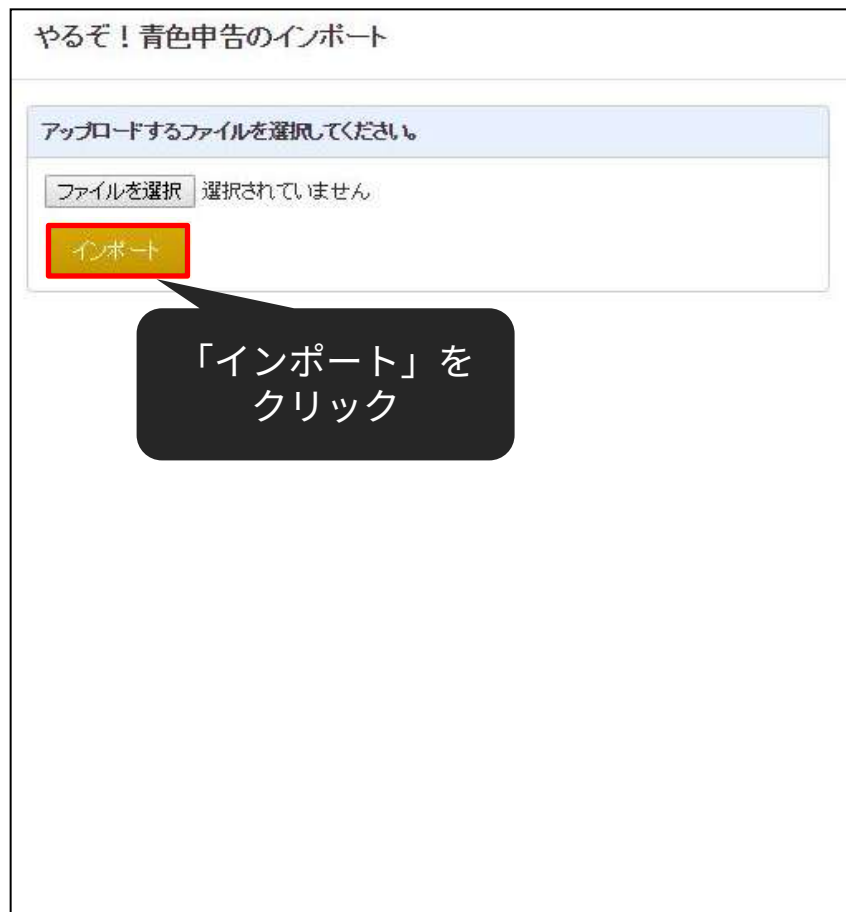 やるぞ！青色申告のインポート
アップロードするファイルを選択してください。
ファイルを選択 選択されていません
インポート
「インポート」を
クリック